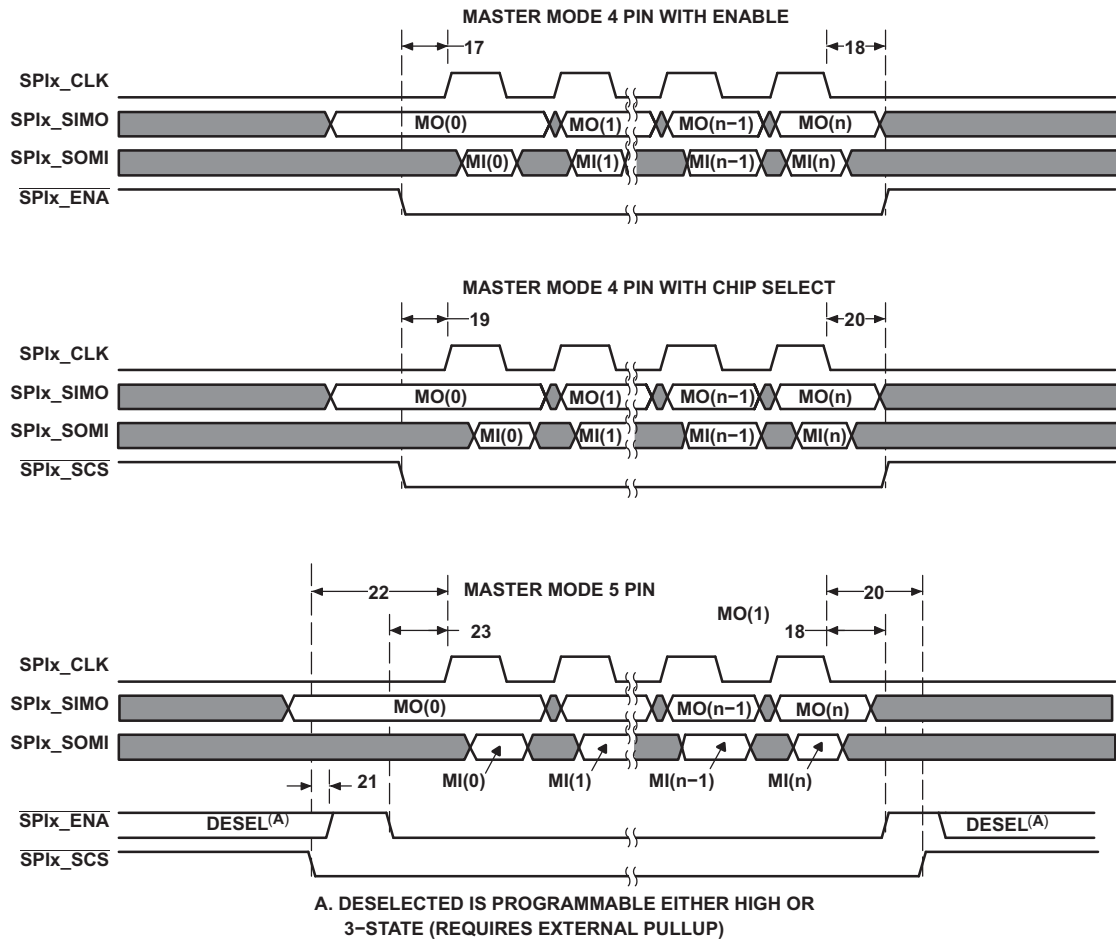 MASTER MODE 4 PIN WITH ENABLE
17 18
SPIx_CLK
SPIx_SIMO MO(0) MO(1) MO(n−1) MO(n)
SPIx_SOMI MI(0) MI(1) MI(n−1) MI(n)
SPIx_ENA
MASTER MODE 4 PIN WITH CHIP SELECT
19 20
SPIx_CLK
SPIx_SIMO MO(0) MO(1) MO(n−1) MO(n)
SPIx_SOMI MI(0) MI(1) MI(n−1) MI(n)
SPIx_SCS
22 MASTER MODE 5 PIN 20
MO(1)
23 18
SPIx_CLK
SPIx_SIMO MO(0) MO(n−1) MO(n)
SPIx_SOMI
21 MI(0) MI(1) MI(n−1) MI(n)
SPIx_ENA DESEL(A) DESEL(A)
SPIx_SCS
A. DESELECTED IS PROGRAMMABLE EITHER HIGH OR
3−STATE (REQUIRES EXTERNAL PULLUP)